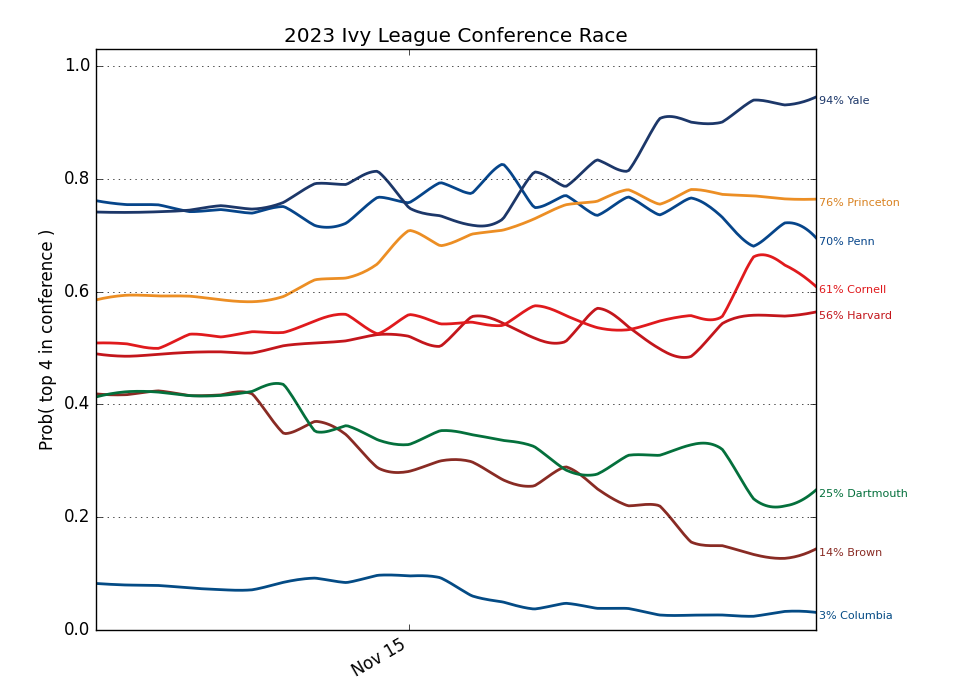 2023 Ivy League Conference Race
Prob( top 4 in conference )
1.0
0.8
0.6
0.4
0.2
0.0
Nov 15
94% Yale
76% Princeton
70% Penn
61% Cornell
56% Harvard
25% Dartmouth
14% Brown
3% Columbia